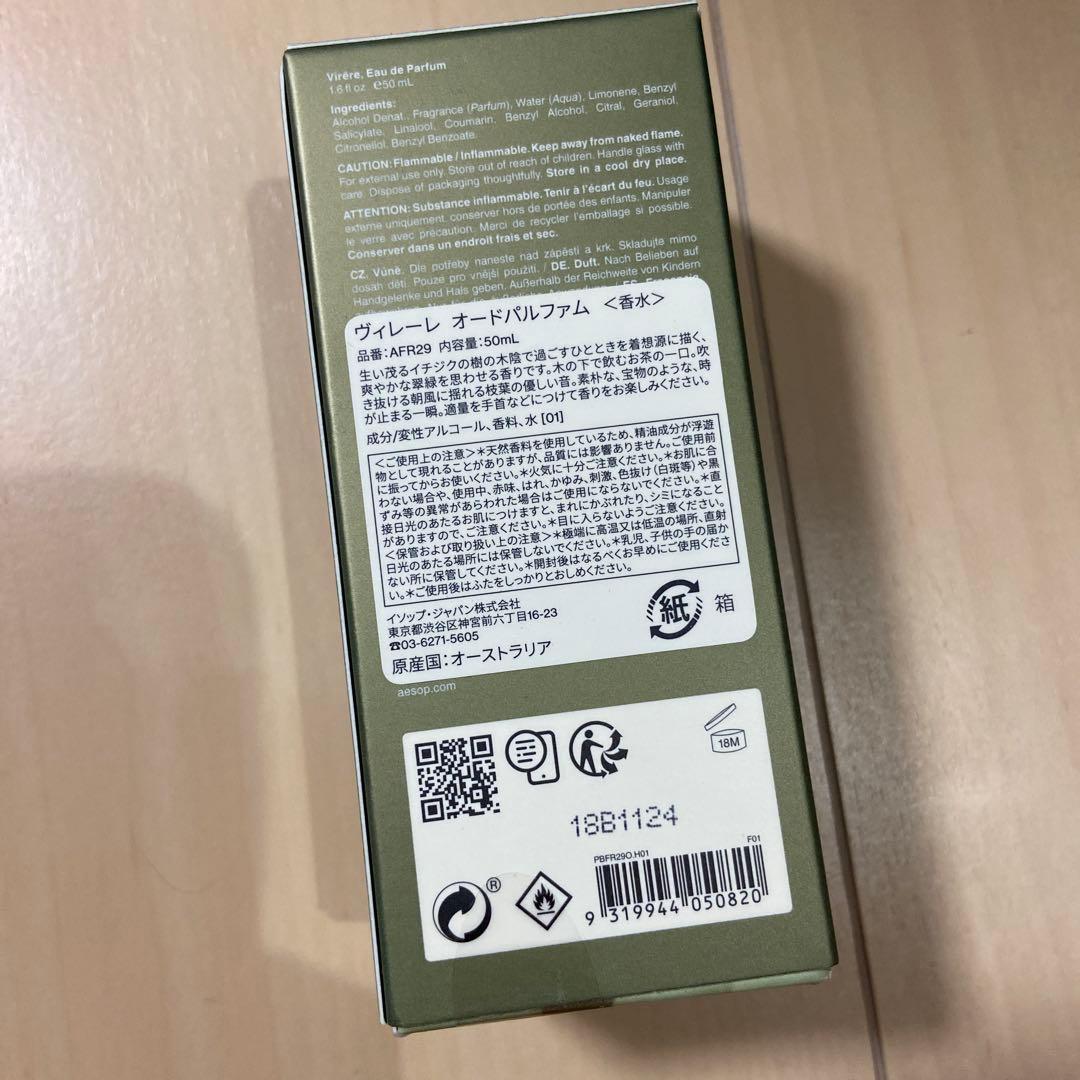 Virēre, Eau de Parfum
1.6 fl oz ℮50 mL
Ingredients:
Alcohol Denat., Fragrance (Parfum), Water (Aqua), Limonene, Benzyl
Salicylate, Linalool, Coumarin, Benzyl Alcohol, Citral, Geraniol,
Citronellol, Benzyl Benzoate.
CAUTION: Flammable / Inflammable. Keep away from naked flame.
For external use only. Store out of reach of children. Handle glass with
care. Dispose of packaging thoughtfully. Store in a cool dry place.
ATTENTION: Substance inflammable. Tenir à l'écart du feu. Usage
externe uniquement. conserver hors de portée des enfants. Manipuler
le verre avec précaution. Merci de recycler l'emballage si possible.
Conserver dans un endroit frais et sec.
CZ. Vůně. Dle potřeby naneste nad zápěstí a krk. Skladujte mimo
dosah dětí. Pouze pro vnější použití. / DE. Duft. Nach Belieben auf
Handgelenke und Hals geben. Außerhalb der Reichweite von Kindern
ヴィレーレ オードパルファム <香水>
品番:AFR29 内容量:50mL
生い茂るイチジクの樹の木陰で過ごすひとときを着想源に描く、
爽やかな翠緑を思わせる香りです。木の下で飲むお茶の一口。吹
き抜ける朝風に揺れる枝葉の優しい音。素朴な、宝物のような、時
が止まる一瞬。適量を手首などにつけて香りをお楽しみください。
成分/変性アルコール、香料、水 [01]
<ご使用上の注意>*天然香料を使用しているため、精油成分が浮遊
物として現れることがありますが、品質には影響ありません。ご使用前
に振ってからお使いください。*火気に十分ご注意ください。*お肌に合
わない場合や、使用中、赤味、はれ、かゆみ、刺激、色抜け(白斑等)や黒
ずみ等の異常があらわれた場合はご使用にならないでください。*直
接日光のあたるお肌につけますと、まれにかぶれたり、シミになること
がありますので、ご注意ください。*目に入らないようご注意ください。
<保管および取り扱い上の注意>*極端に高温又は低温の場所、直射
日光のあたる場所には保管しないでください。*乳児、子供の手の届か
ない所に保管してください。*開封後はなるべくお早めにご使用くださ
い。*ご使用後はふたをしっかりとおしめください。
イソップ・ジャパン株式会社
東京都渋谷区神宮前六丁目16-23
☎03-6271-5605
原産国:オーストラリア
紙 箱
aesop.com
18M
18B1124
PBFR29O.H01 F01
9 319944 050820
®